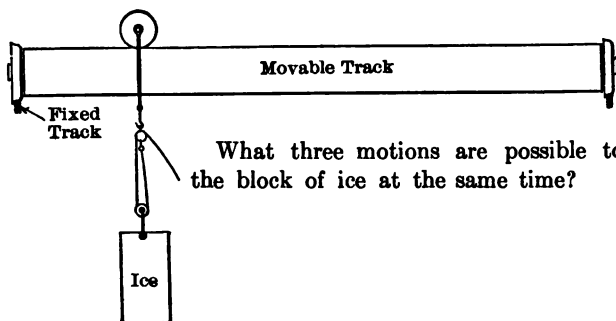 Movable Track
Fixed
Track
What three motions are possible to
the block of ice at the same time?
Ice